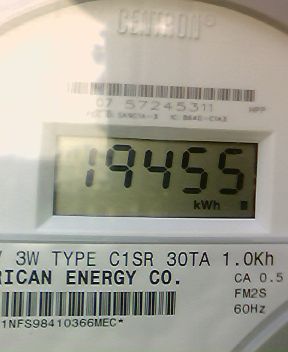 CENTRON®
07 57245311 HPP
19455
kWh
3W TYPE C1SR 30TA 1.0Kh
RICAN ENERGY CO.
CA 0.5
FM2S
60Hz
1NFS98410366MEC*